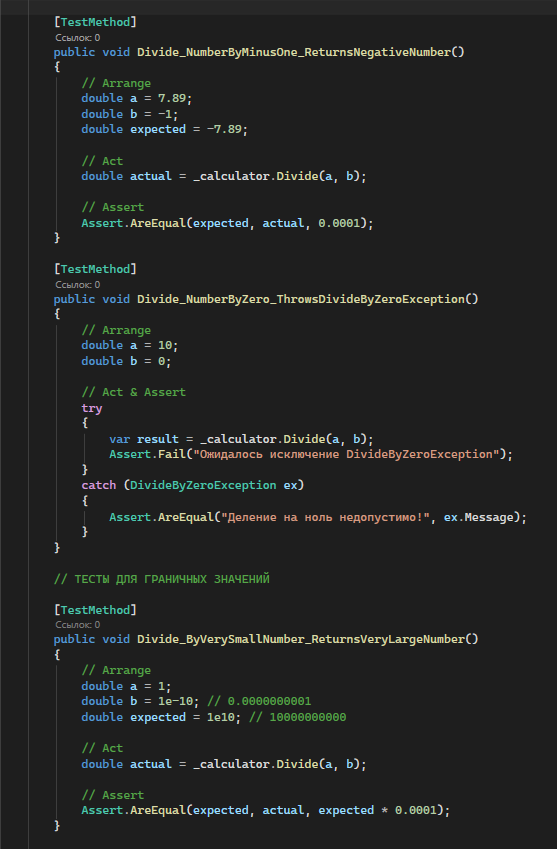 [TestMethod]
Ссылок: 0
public void Divide_NumberByMinusOne_ReturnsNegativeNumber()
{
// Arrange
double a = 7.89;
double b = -1;
double expected = -7.89;
// Act
double actual = _calculator.Divide(a, b);
// Assert
Assert.AreEqual(expected, actual, 0.0001);
}
[TestMethod]
Ссылок: 0
public void Divide_NumberByZero_ThrowsDivideByZeroException()
{
// Arrange
double a = 10;
double b = 0;
// Act & Assert
try
{
var result = _calculator.Divide(a, b);
Assert.Fail("Ожидалось исключение DivideByZeroException");
}
catch (DivideByZeroException ex)
{
Assert.AreEqual("Деление на ноль недопустимо!", ex.Message);
}
}
// ТЕСТЫ ДЛЯ ГРАНИЧНЫХ ЗНАЧЕНИЙ
[TestMethod]
Ссылок: 0
public void Divide_ByVerySmallNumber_ReturnsVeryLargeNumber()
{
// Arrange
double a = 1;
double b = 1e-10; // 0.0000000001
double expected = 1e10; // 10000000000
// Act
double actual = _calculator.Divide(a, b);
// Assert
Assert.AreEqual(expected, actual, expected * 0.0001);
}